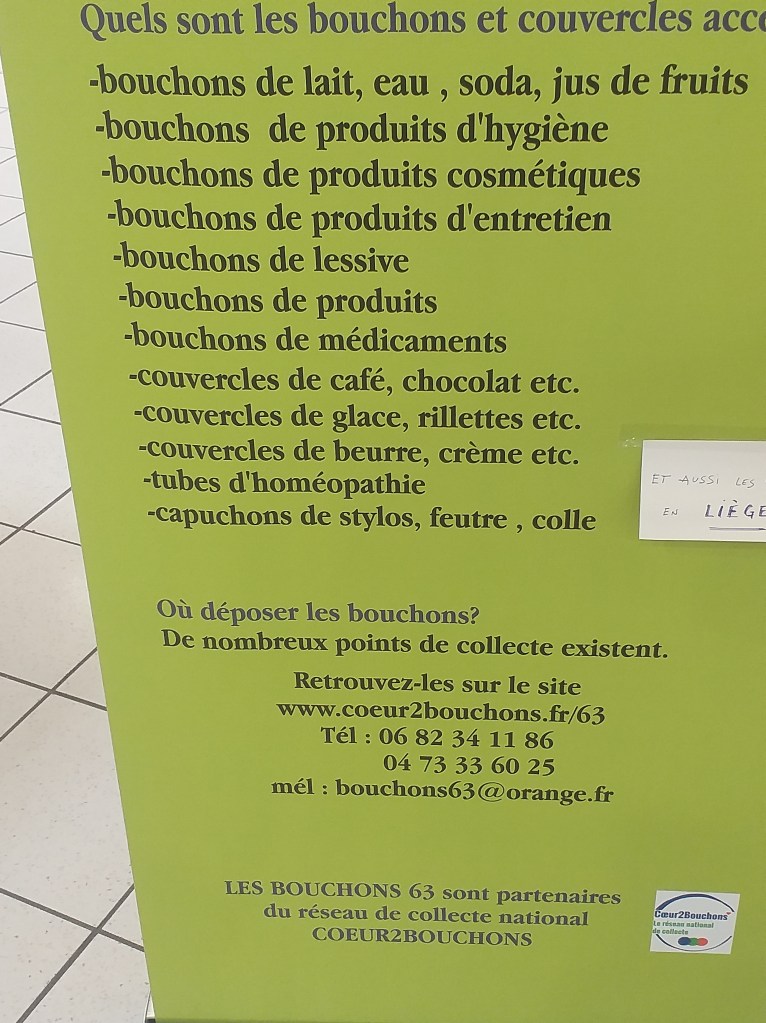 Quels sont les bouchons et couvercles
-bouchons de lait, eau , soda, jus de fruits
-bouchons de produits d'hygiène
-bouchons de produits cosmétiques
-bouchons de produits d'entretien
-bouchons de lessive
-bouchons de produits
-bouchons de médicaments
-couvercles de café, chocolat etc.
-couvercles de glace, rillettes etc.
-couvercles de beurre, crème etc.
-tubes d'homéopathie
-capuchons de stylos, feutre , colle
ET AUSSI LES
EN LIÈGE
Où déposer les bouchons?
De nombreux points de collecte existent.
Retrouvez-les sur le site
www.coeur2bouchons.fr/63
Tél : 06 82 34 11 86
04 73 33 60 25
mél : bouchons63@orange.fr
LES BOUCHONS 63 sont partenaires
du réseau de collecte national
COEUR2BOUCHONS
Cœur2Bouchons
Le réseau national
de collecte